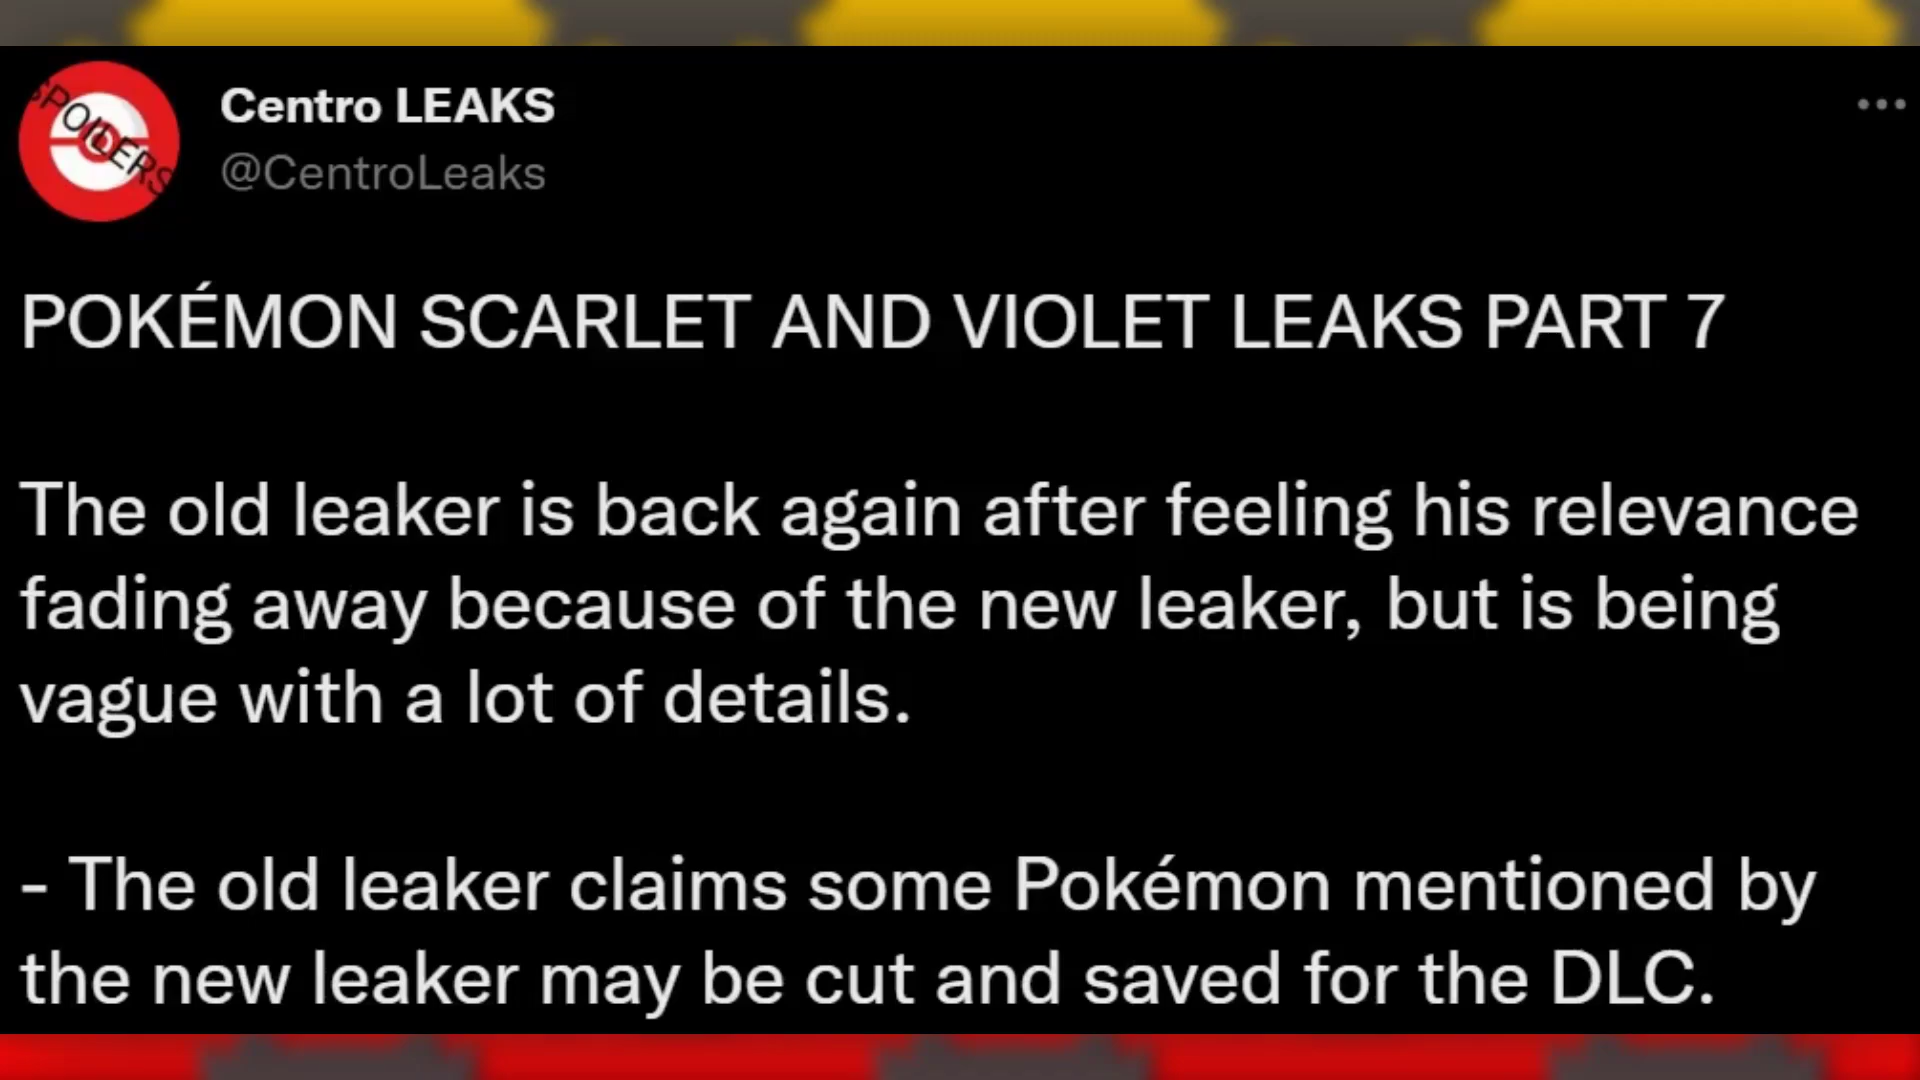 SPOILERS
Centro LEAKS
@CentroLeaks
POKÉMON SCARLET AND VIOLET LEAKS PART 7
The old leaker is back again after feeling his relevance
fading away because of the new leaker, but is being
vague with a lot of details.
- The old leaker claims some Pokémon mentioned by
the new leaker may be cut and saved for the DLC.